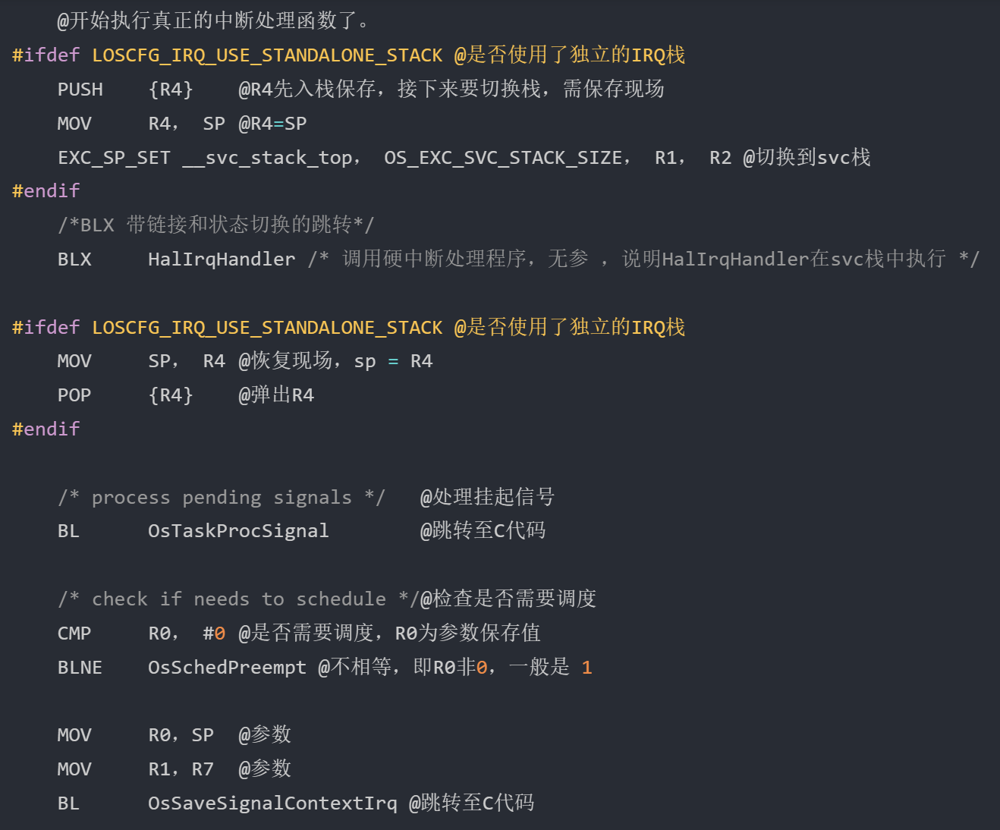 @开始执行真正的中断处理函数了。
#ifdef LOSCFG_IRQ_USE_STANDALONE_STACK @是否使用了独立的IRQ栈
PUSH    {R4}    @R4先入栈保存，接下来要切换栈，需保存现场
MOV     R4， SP @R4=SP
EXC_SP_SET __svc_stack_top， OS_EXC_SVC_STACK_SIZE， R1， R2 @切换到svc栈
#endif
/*BLX 带链接和状态切换的跳转*/
BLX     HalIrqHandler /* 调用硬中断处理程序，无参 ，说明HalIrqHandler在svc栈中执行 */
#ifdef LOSCFG_IRQ_USE_STANDALONE_STACK @是否使用了独立的IRQ栈
MOV     SP， R4 @恢复现场，sp = R4
POP     {R4}    @弹出R4
#endif
/* process pending signals */   @处理挂起信号
BL      OsTaskProcSignal        @跳转至C代码
/* check if needs to schedule */@检查是否需要调度
CMP     R0， #0 @是否需要调度，R0为参数保存值
BLNE    OsSchedPreempt @不相等，即R0非0，一般是 1
MOV     R0，SP  @参数
MOV     R1，R7  @参数
BL      OsSaveSignalContextIrq @跳转至C代码